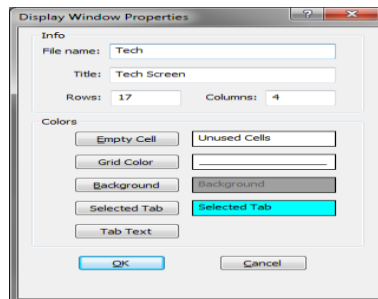 Display Window Properties
Info
File name: Tech
Title: Tech Screen
Rows: 17 Columns: 4
Colors
Empty Cell Unused Cells
Grid Color
Background Background
Selected Tab Selected Tab
Tab Text
OK Cancel